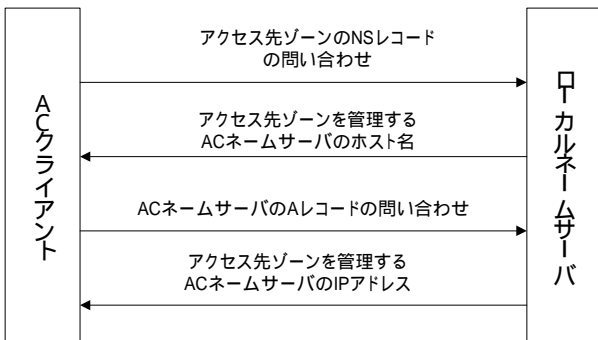 ACクライアント
アクセス先ゾーンのNSレコード
の問い合わせ
アクセス先ゾーンを管理する
ACネームサーバのホスト名
ACネームサーバのAレコードの問い合わせ
アクセス先ゾーンを管理する
ACネームサーバのIPアドレス
ローカルネームサーバ